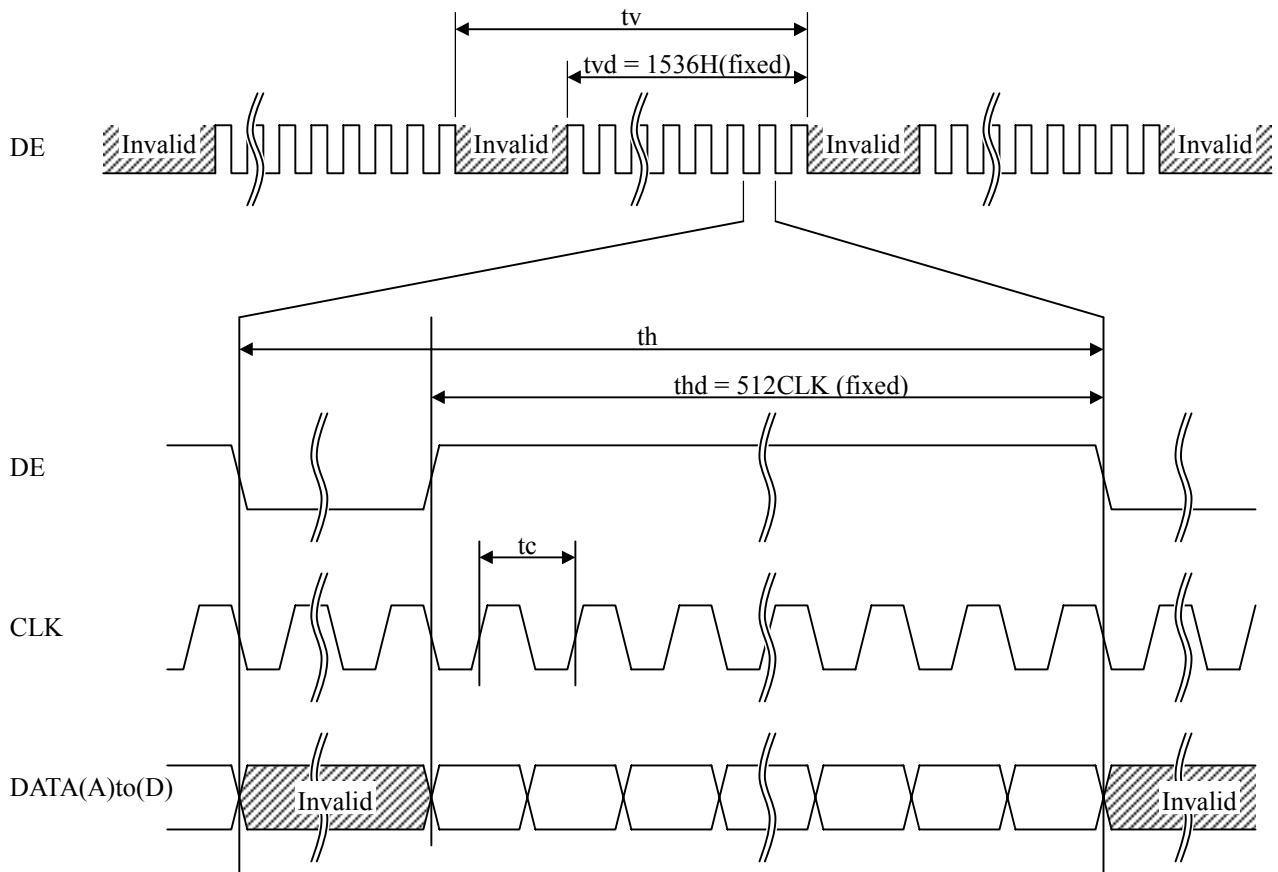 tv
tvd = 1536H(fixed)
DE
Invalid
Invalid
Invalid
Invalid
th
thd = 512CLK (fixed)
DE
tc
CLK
DATA(A)to(D)
Invalid
Invalid